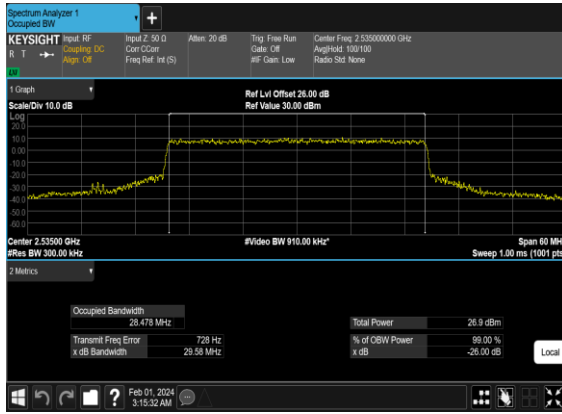 Spectrum Analyzer 1
Occupied BW
KEYSIGHT
R T
Input: RF
Coupling: DC
Align: Off
Input Z: 50 Ω
Corr CCorr
Freq Ref: Int (S)
Atten: 20 dB
Trig: Free Run
Gate: Off
#IF Gain: Low
Center Freq: 2.535000000 GHz
Avg|Hold: 100/100
Radio Std: None
1 Graph
Scale/Div 10.0 dB
Ref Lvl Offset 26.00 dB
Ref Value 30.00 dBm
Log
20.0
10.0
0.00
-10.0
-20.0
-30.0
-40.0
-50.0
-60.0
Center 2.53500 GHz
#Res BW 300.00 kHz
#Video BW 910.00 kHz*
Span 60 MH
Sweep 1.00 ms (1001 pts
2 Metrics
Occupied Bandwidth
28.478 MHz
Total Power 26.9 dBm
Transmit Freq Error 728 Hz
% of OBW Power 99.00 %
x dB Bandwidth 29.58 MHz
x dB -26.00 dB
Local
?
Feb 01, 2024
3:15:32 AM